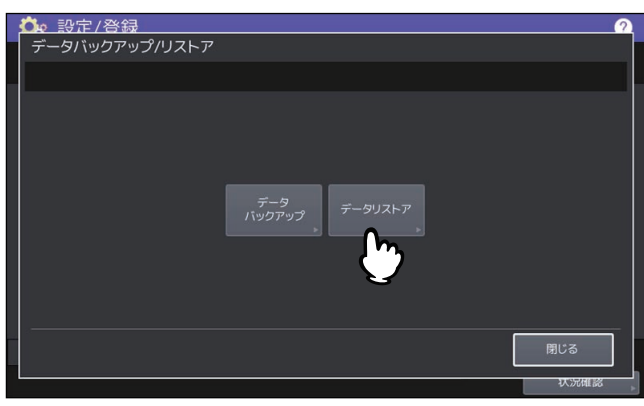 設定/登録
?
データバックアップ/リストア
データ
バックアップ
データリストア
閉じる
状況確認